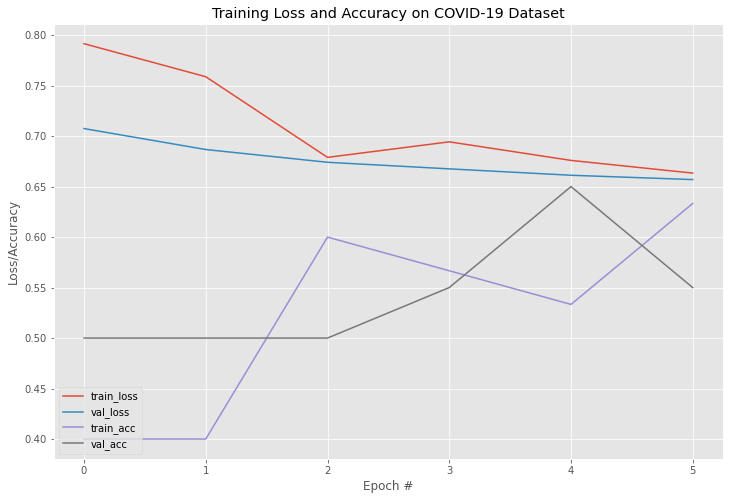 Training Loss and Accuracy on COVID-19 Dataset
0.80
0.75
0.70
0.65
0.60
0.55
0.50
0.45
0.40
Loss/Accuracy
train_loss
val_loss
train_acc
val_acc
0 1 2 3 4 5
Epoch #